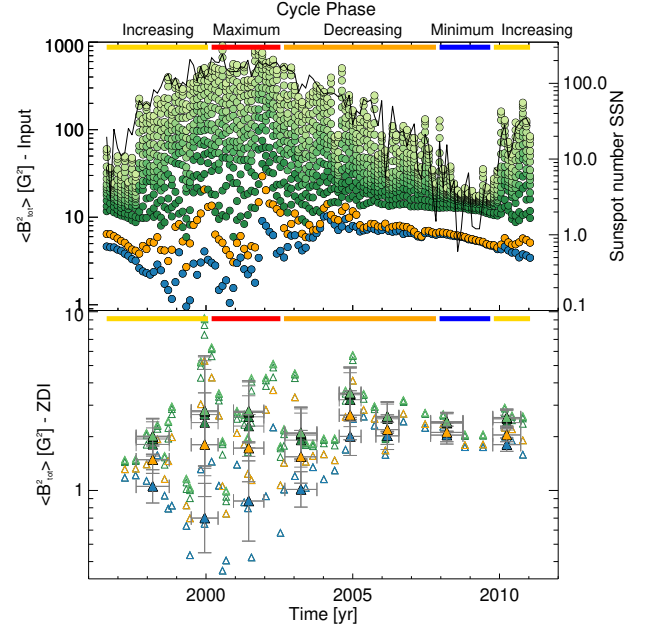 Cycle Phase
Increasing Maximum Decreasing Minimum Increasing
1000
100
10
1
<B²tot> [G²] - Input
100.0
10.0
1.0
0.1
Sunspot number SSN
10
1
<B²tot> [G²] - ZDI
2000 2005 2010
Time [yr]